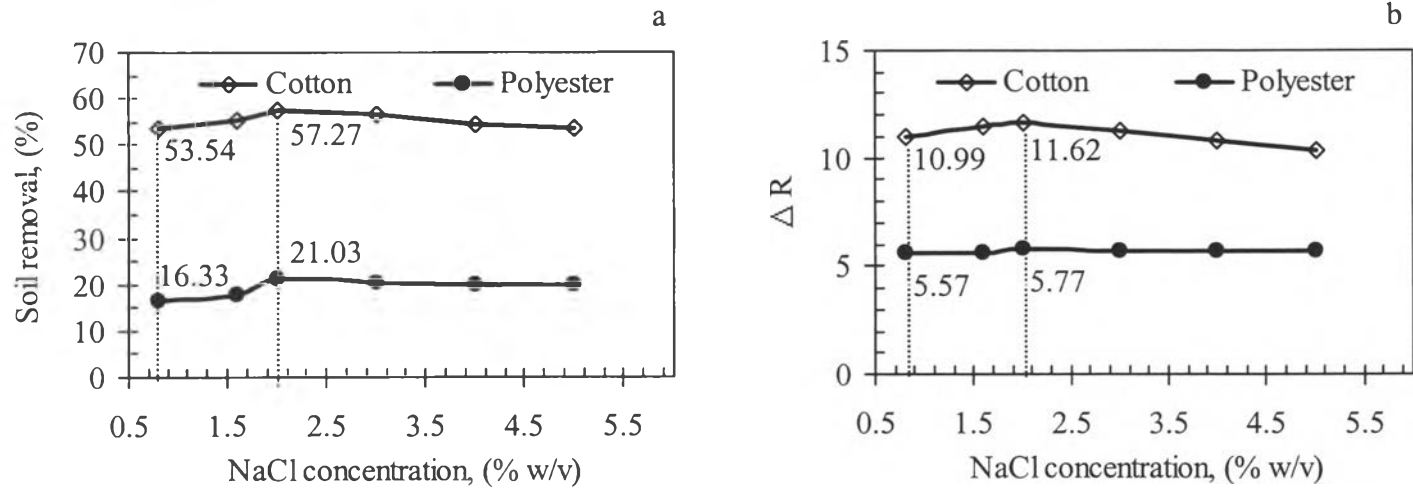 a
Soil removal, (%)
70
60
50
40
30
20
10
0
Cotton
Polyester
53.54
57.27
16.33
21.03
0.5 1.5 2.5 3.5 4.5 5.5
NaCl concentration, (% w/v)
b
Δ R
15
10
5
0
Cotton
Polyester
10.99
11.62
5.57
5.77
0.5 1.5 2.5 3.5 4.5 5.5
NaCl concentration, (% w/v)